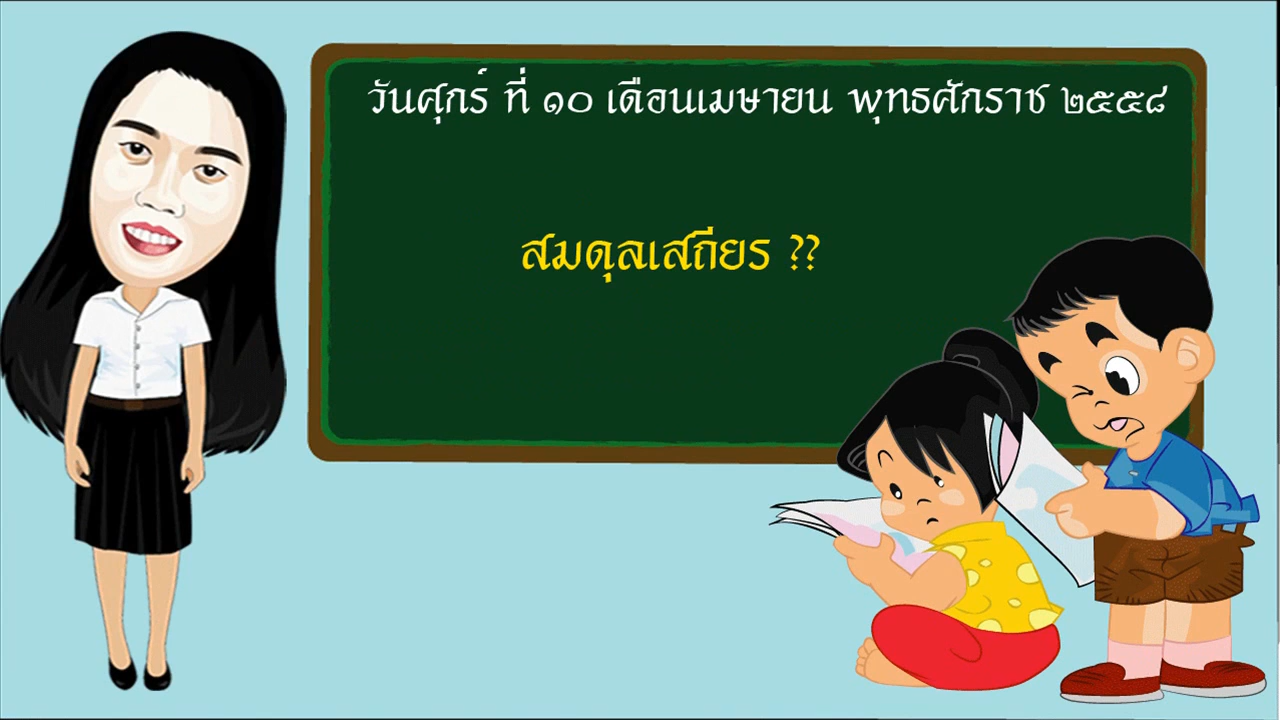 วันศุกร์ ที่ ๑๐ เดือนเมษายน พุทธศักราช ๒๕๕๘
สมดุลเสถียร ??